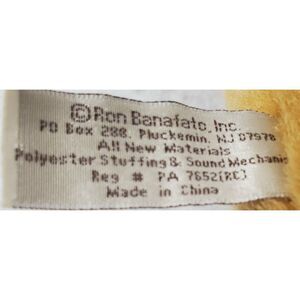 ©Ron Banafato, Inc.
PO Box 288, Pluckemin, NJ 07978
All New Materials
Polyester Stuffing & Sound Mechanis
Reg # PA 7652(RC)
Made in China